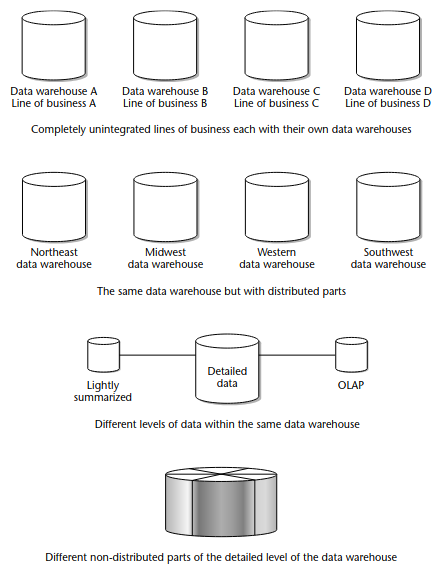 Data warehouse A Data warehouse B Data warehouse C Data warehouse D
Line of business A Line of business B Line of business C Line of business D
Completely unintegrated lines of business each with their own data warehouses
Northeast Midwest Western Southwest
data warehouse data warehouse data warehouse data warehouse
The same data warehouse but with distributed parts
Detailed
data
Lightly OLAP
summarized
Different levels of data within the same data warehouse
Different non-distributed parts of the detailed level of the data warehouse